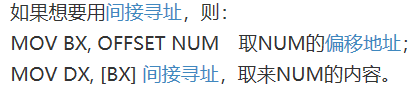 如果想要用间接寻址，则：
MOV BX, OFFSET NUM 取NUM的偏移地址；
MOV DX, [BX] 间接寻址，取来NUM的内容。